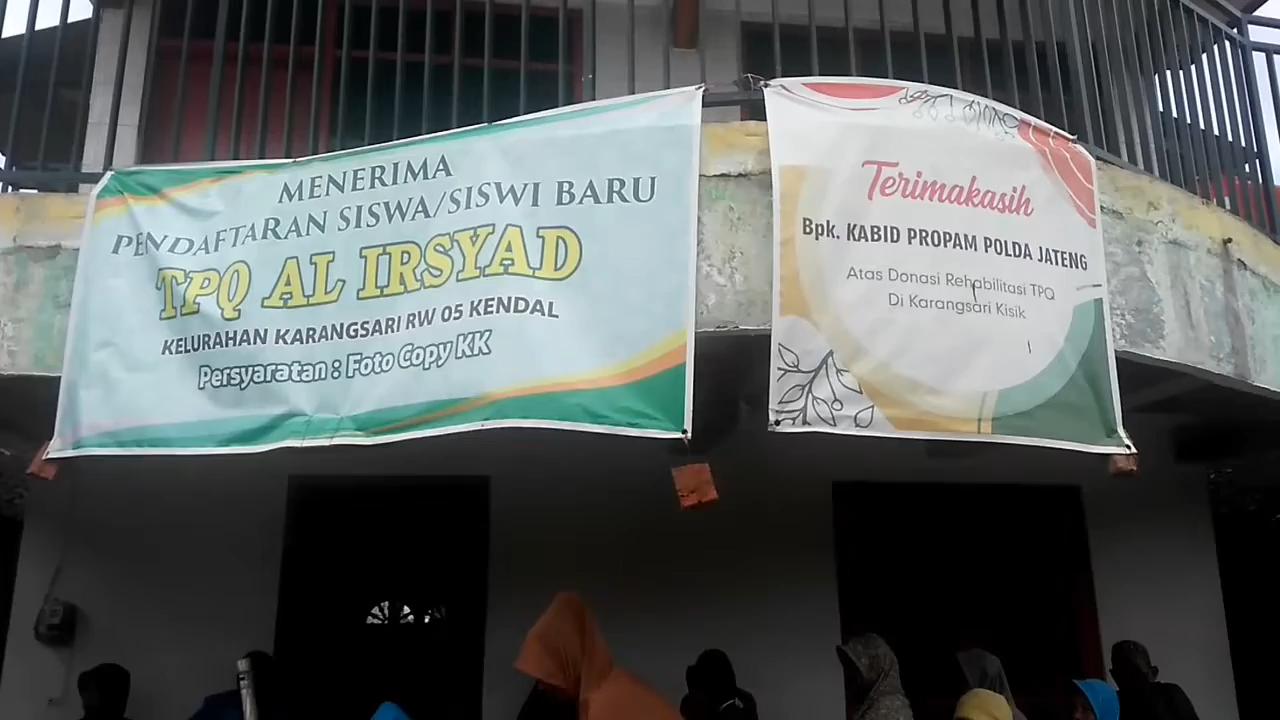 MENERIMA
PENDAFTARAN SISWA/SISWI BARU
TPQ AL IRSYAD
KELURAHAN KARANGSARI RW 05 KENDAL
Persyaratan : Foto Copy KK
Terimakasih
Bpk. KABID PROPAM POLDA JATENG
Atas Donasi Rehabilitasi TPQ
Di Karangsari Kisik